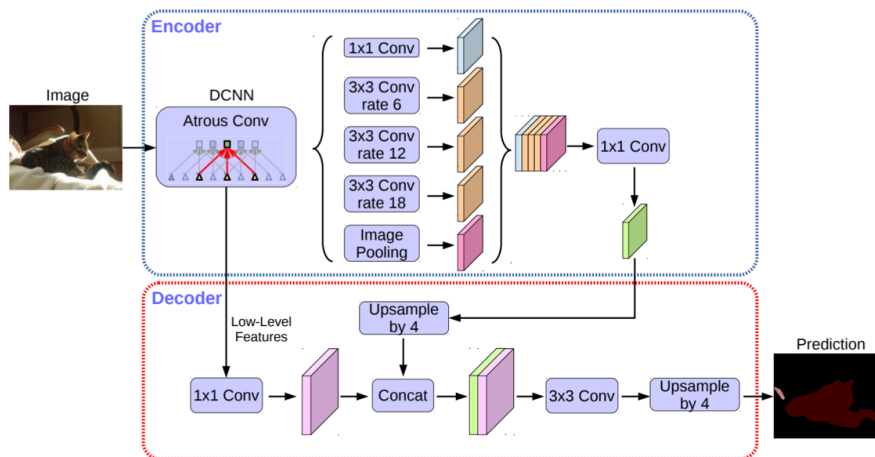 Encoder
Image
DCNN
Atrous Conv
1x1 Conv
3x3 Conv
rate 6
3x3 Conv
rate 12
3x3 Conv
rate 18
Image
Pooling
1x1 Conv
Decoder
Low-Level
Features
Upsample
by 4
1x1 Conv
Concat
3x3 Conv
Upsample
by 4
Prediction